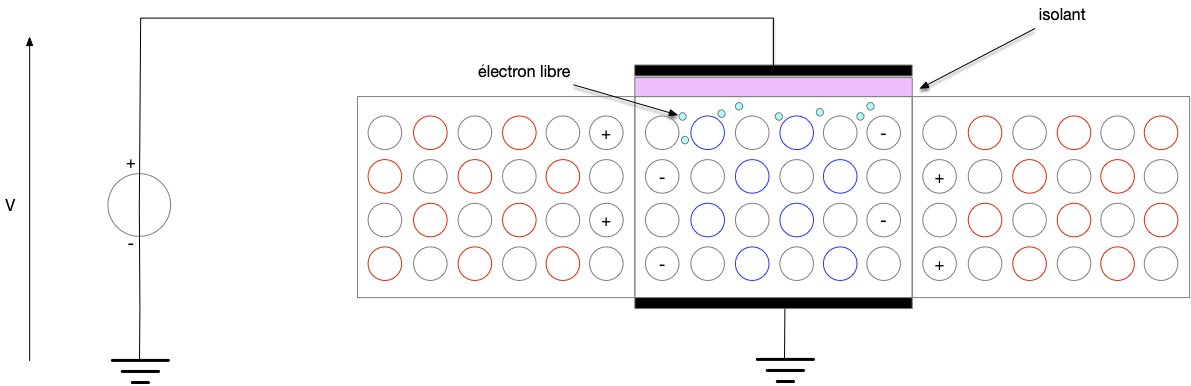 isolant
électron libre
+
V
-
+ - -
- +
+ - -
- +